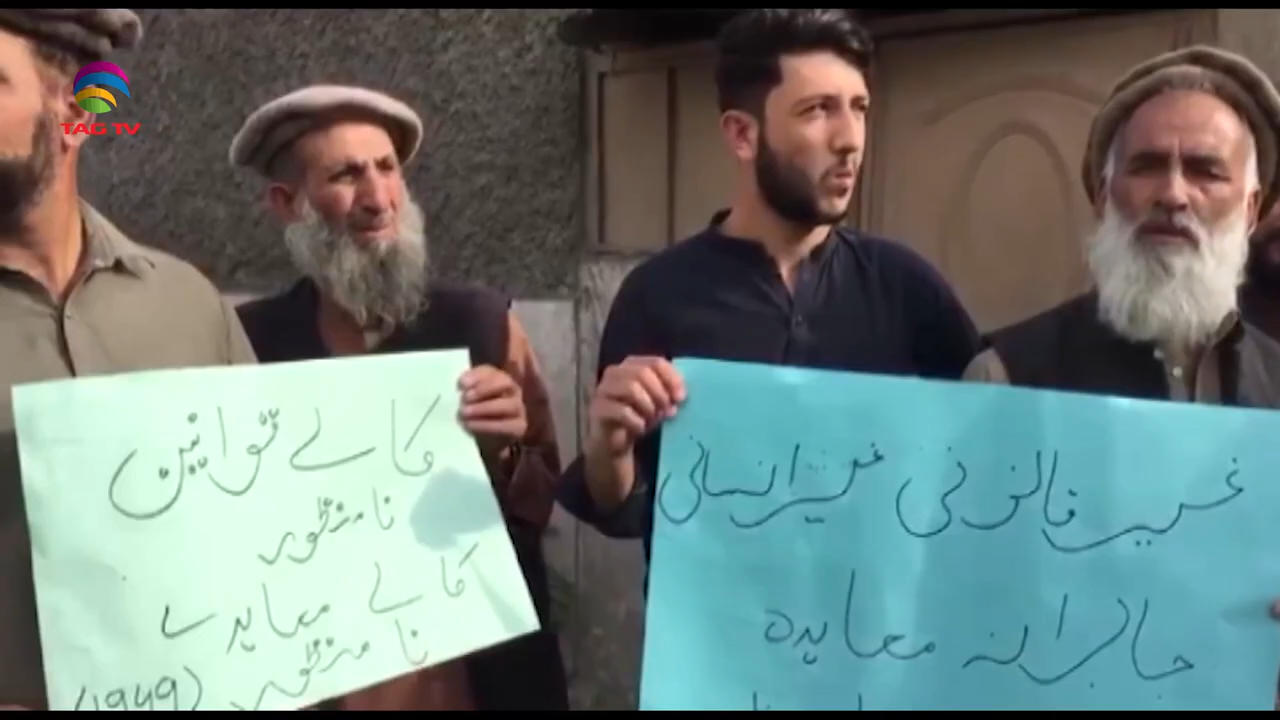 TAG TV
کالے قوانین
نامنظور
کالے معاہدے
نامنظور (1949)
غیر قانونی غیر انسانی
جابرانہ معاہدہ